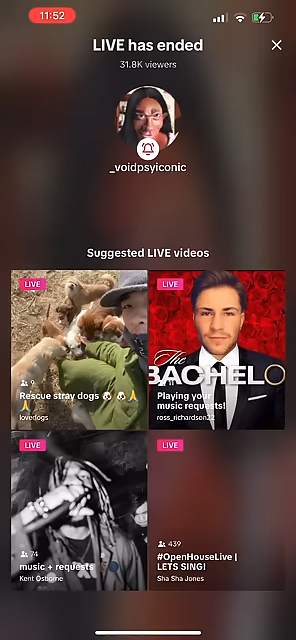 11:52
LIVE has ended
31.8K viewers
_voidpsyiconic
Suggested LIVE videos
LIVE
9
Rescue stray dogs 🐶 🐶 🙏
🙏
lovedogs
LIVE
The
BACHELO
11
Playing your
music requests!
ross_richardson22
LIVE
74
music + requests
Kent Osborne
LIVE
439
#OpenHouseLive |
LETS SING!
Sha Sha Jones